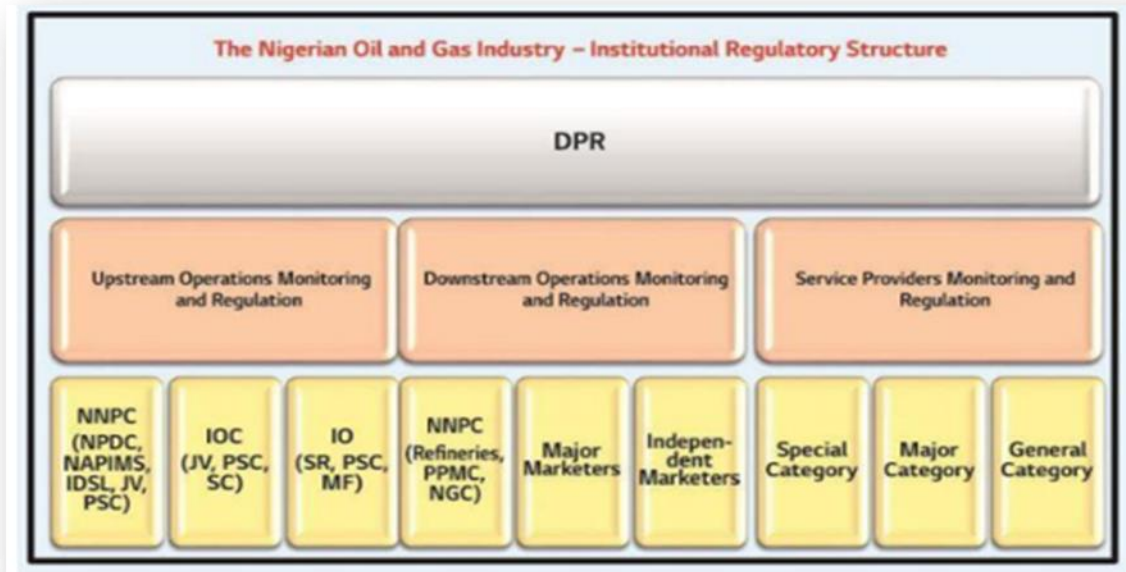 The Nigerian Oil and Gas Industry – Institutional Regulatory Structure
DPR
Upstream Operations Monitoring
and Regulation
Downstream Operations Monitoring
and Regulation
Service Providers Monitoring and
Regulation
NNPC
(NPDC,
NAPIMS,
IDSL, JV,
PSC)
IOC
(JV, PSC,
SC)
IO
(SR, PSC,
MF)
NNPC
(Refineries,
PPMC,
NGC)
Major
Marketers
Indepen-
dent
Marketers
Special
Category
Major
Category
General
Category